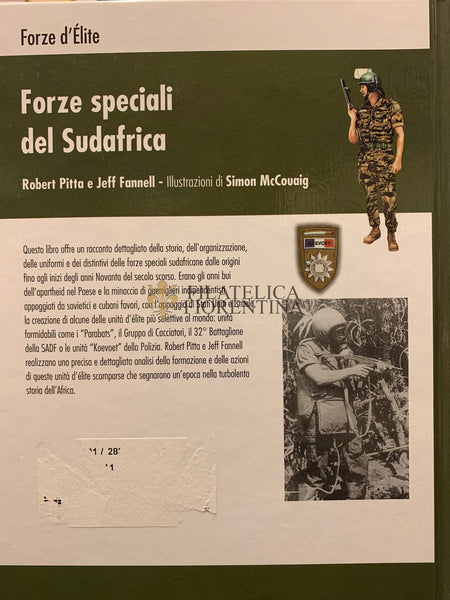 Forze d'Élite
Forze speciali
del Sudafrica
Robert Pitta e Jeff Fannell - Illustrazioni di Simon McCouaig
KOEVOET
Questo libro offre un racconto dettagliato della storia, dell'organizzazione,
delle uniformi e dei distintivi delle forze speciali sudafricane dalle origini
fino agli inizi degli anni Novanta del secolo scorso. Erano gli anni bui
dell'apartheid nel Paese e la minaccia di guerriglieri indipendentisti
appoggiati da sovietici e cubani favorì, con l'appoggio di Stati Uniti e
la creazione di alcune delle unità d'élite più selettive al mondo: unità
formidabili come i "Parabats", il Gruppo di Cacciatori, il 32° Battaglione
della SADF o le unità "Koevoet" della Polizia. Robert Pitta e Jeff Fannell
realizzano una precisa e dettagliata analisi della formazione e delle azioni
di queste unità d'élite scomparse che segnarono un'epoca nella turbolenta
storia dell'Africa.
FILATELICA
FIORENTINA